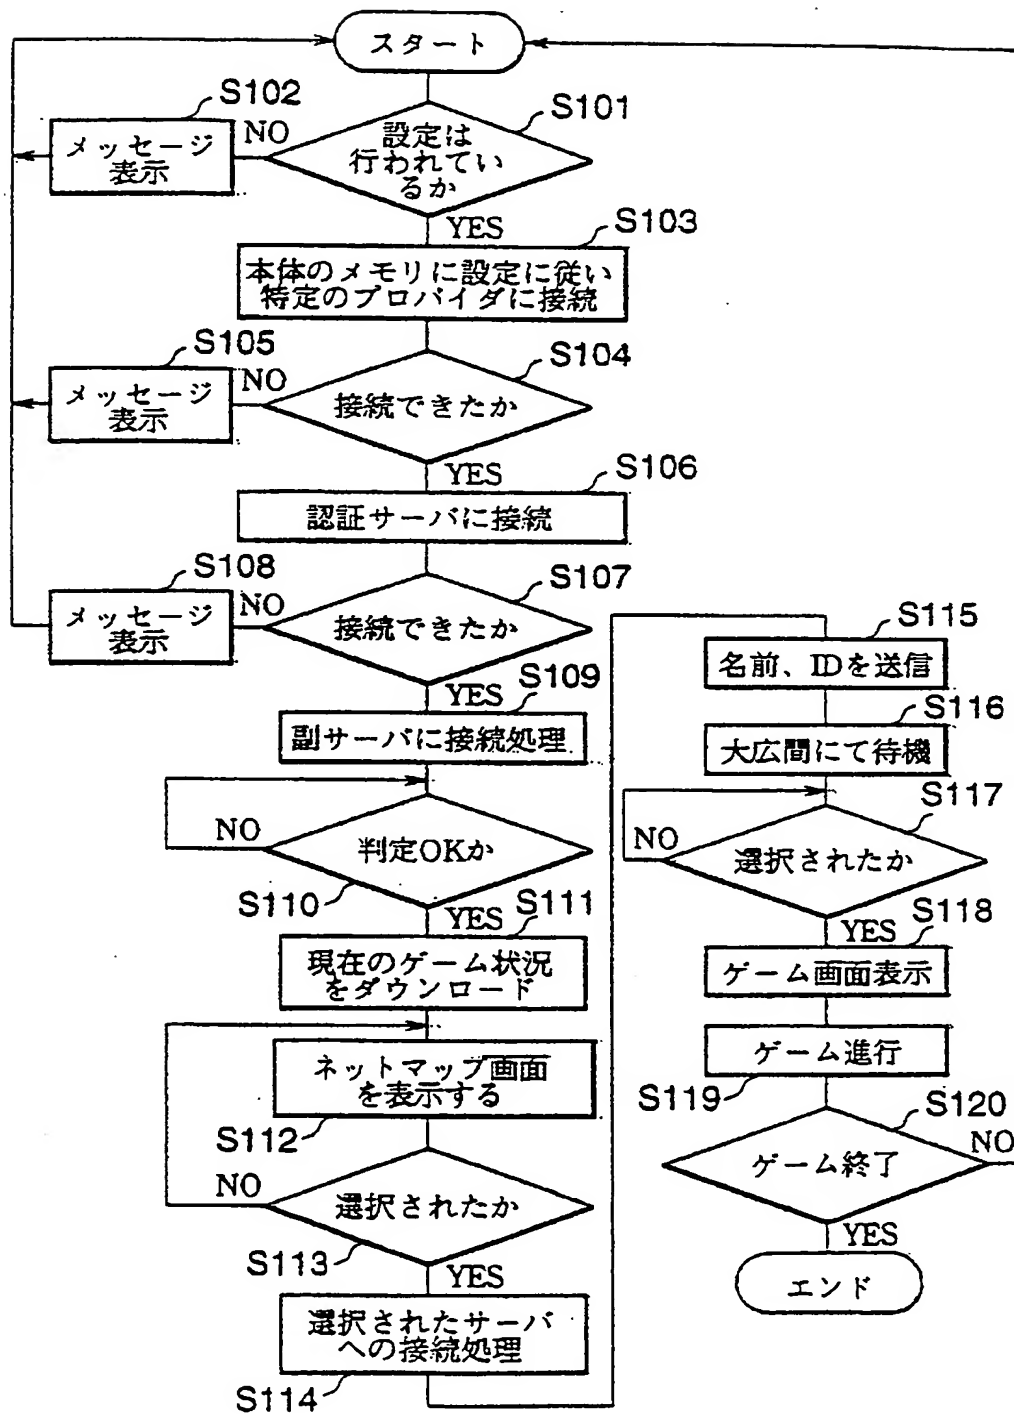 スタート
S102
S101
メッセージ
表示
NO
設定は
行われてい
るか
YES
S103
本体のメモリに設定に従い
特定のプロバイダに接続
S105
S104
メッセージ
表示
NO
接続できたか
YES
S106
認証サーバに接続
S108
S107
メッセージ
表示
NO
接続できたか
YES
S109
副サーバに接続処理
NO
判定OKか
S110
YES
S111
現在のゲーム状況
をダウンロード
ネットマップ画面
を表示する
S112
NO
選択されたか
S113
YES
選択されたサーバ
への接続処理
S114
S115
名前、IDを送信
S116
大広間にて待機
S117
NO
選択されたか
YES
S118
ゲーム画面表示
ゲーム進行
S119
S120
ゲーム終了
NO
YES
エンド